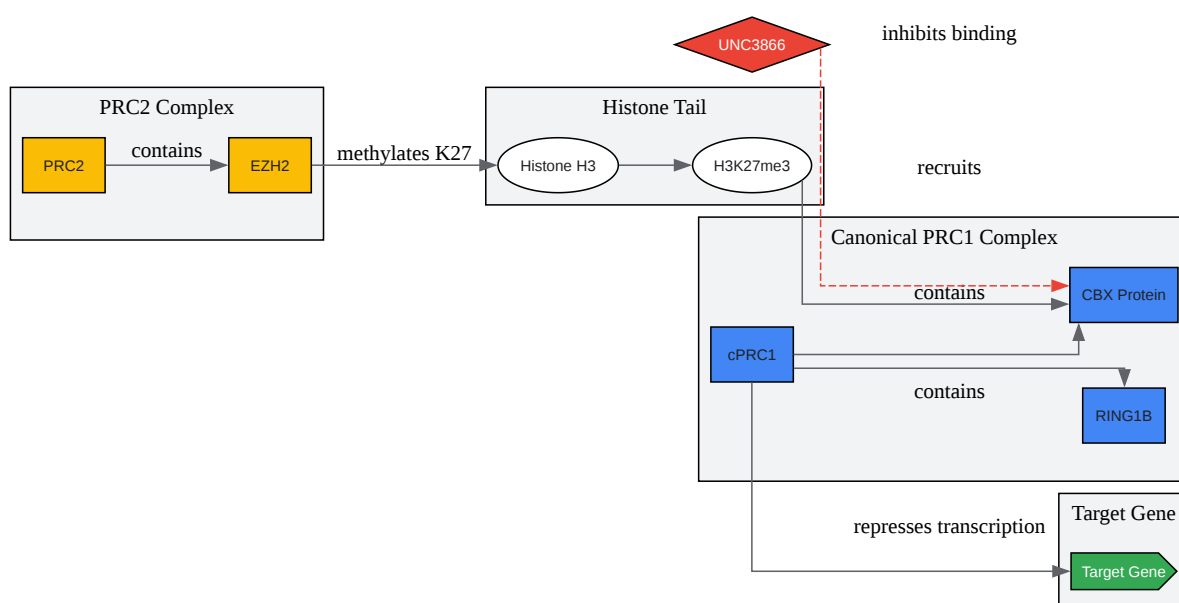 UNC3866
inhibits binding
PRC2 Complex
Histone Tail
PRC2
contains
EZH2
methylates K27
Histone H3
H3K27me3
recruits
Canonical PRC1 Complex
contains
CBX Protein
cPRC1
contains
RING1B
Target Gene
represses transcription
Target Gene